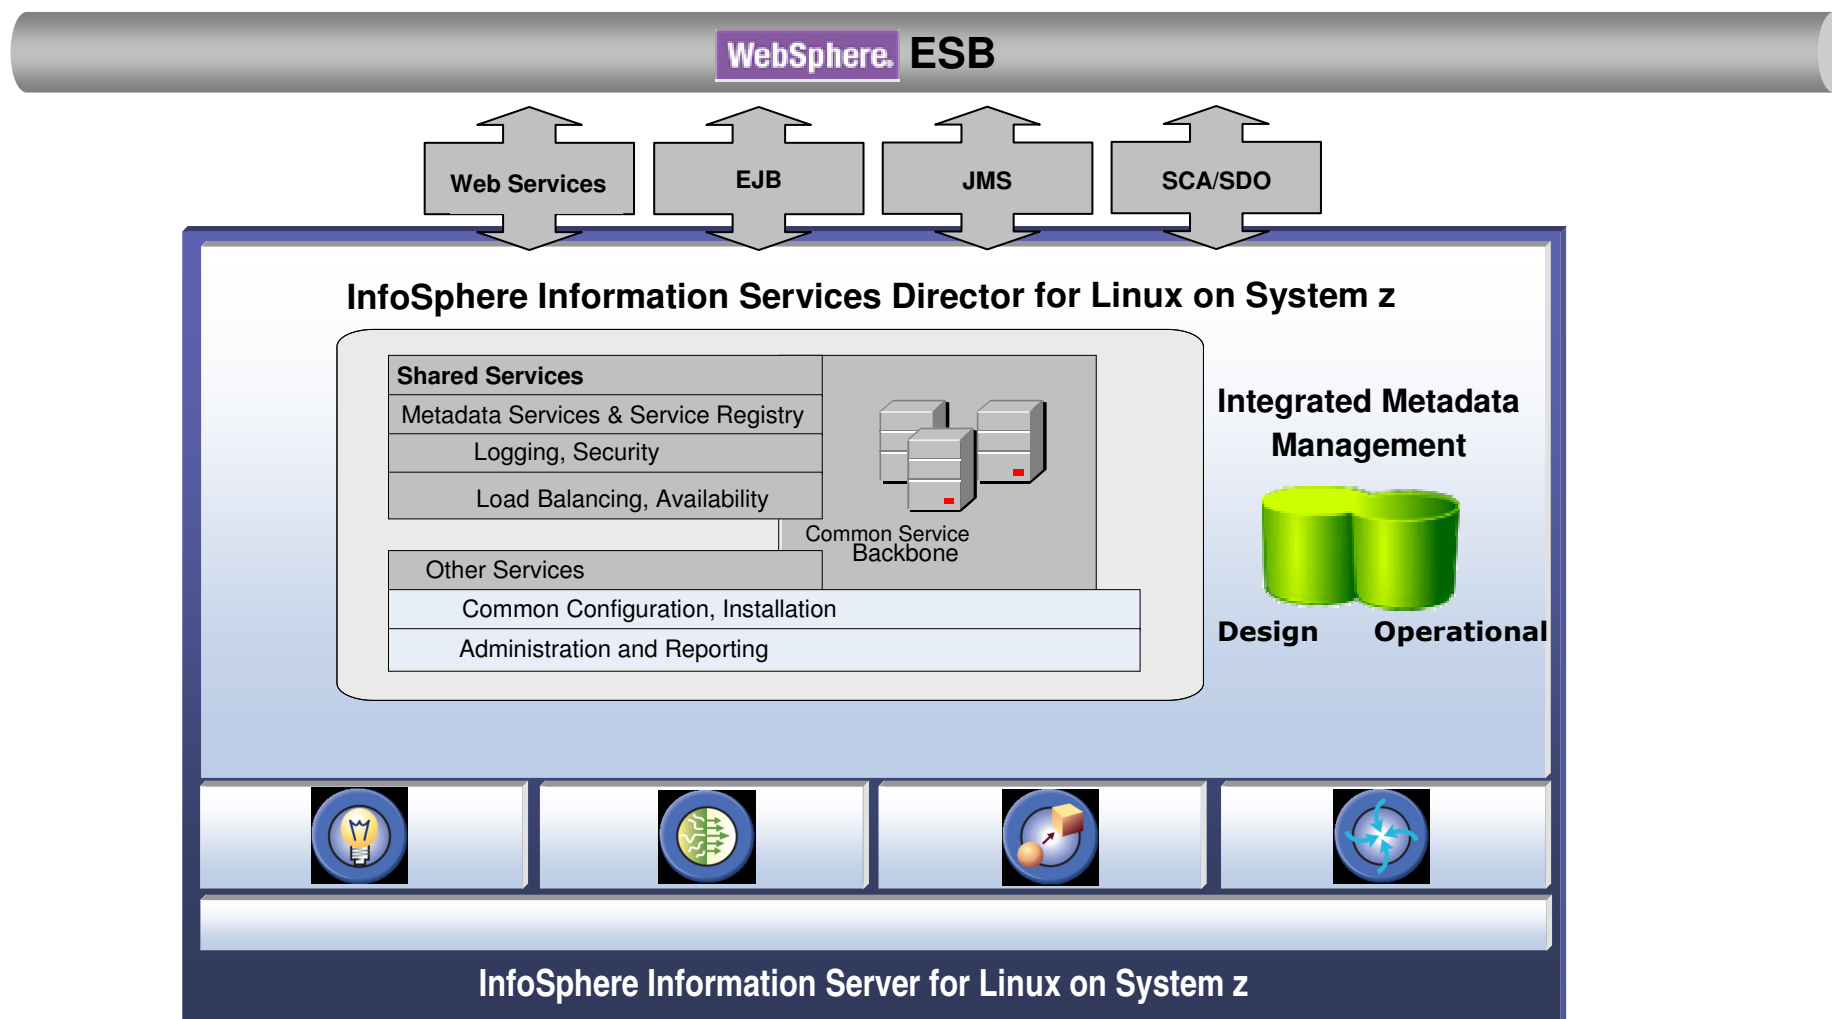 WebSphere. ESB
Web Services
EJB
JMS
SCA/SDO
InfoSphere Information Services Director for Linux on System z
Shared Services
Metadata Services & Service Registry
Logging, Security
Load Balancing, Availability
Common Service
Backbone
Other Services
Common Configuration, Installation
Administration and Reporting
Integrated Metadata
Management
Design Operational
InfoSphere Information Server for Linux on System z